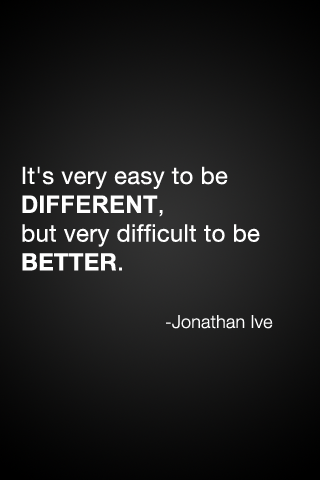 It's very easy to be
DIFFERENT,
but very difficult to be
BETTER.
-Jonathan Ive